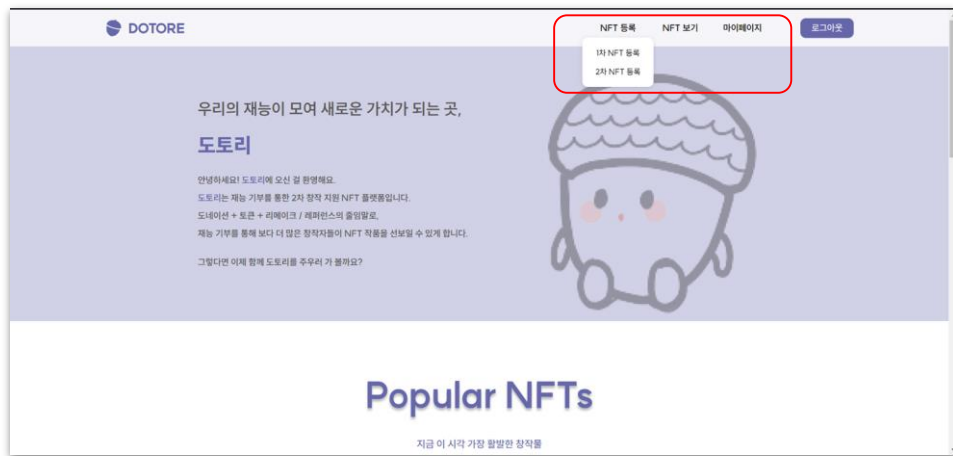 DOTORE
NFT 등록 NFT 보기 마이페이지 로그아웃
1차 NFT 등록
2차 NFT 등록
우리의 재능이 모여 새로운 가치가 되는 곳,
도토리
안녕하세요! 도토리에 오신 걸 환영해요.
도토리는 재능 기부를 통한 2차 창작 지원 NFT 플랫폼입니다.
도네이션 + 토큰 + 리메이크 / 레퍼런스의 줄임말로,
재능 기부를 통해 보다 더 많은 창작자들이 NFT 작품을 선보일 수 있게 합니다.
그렇다면 이제 함께 도토리를 주우러 가 볼까요?
Popular NFTs
지금 이 시각 가장 활발한 창작물